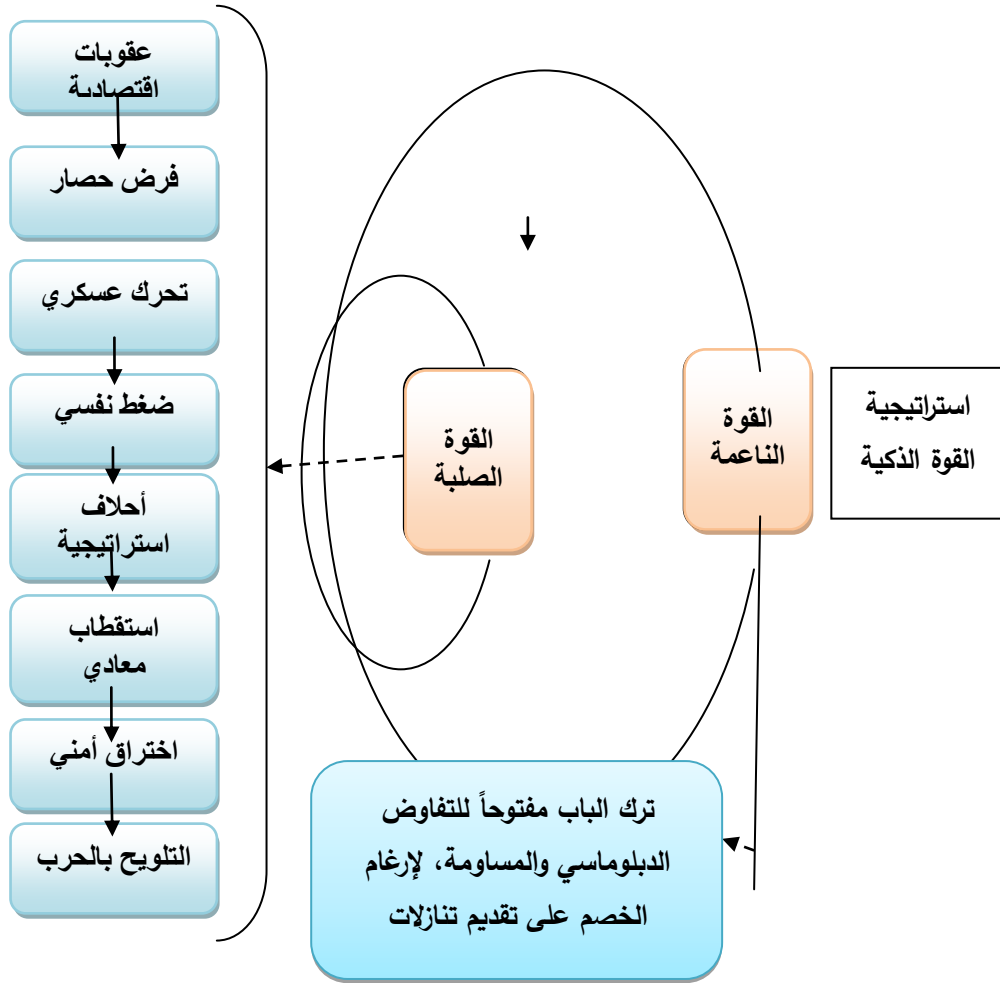 استراتيجية
القوة الذكية
القوة
الناعمة
القوة
الصلبة
عقوبات
اقتصادية
فرض حصار
تحرك عسكري
ضغط نفسي
أحلاف
استراتيجية
استقطاب
معادي
اختراق أمني
التلويح بالحرب
ترك الباب مفتوحاً للتفاوض
الدبلوماسي والمساومة، لإرغام
الخصم على تقديم تنازلات